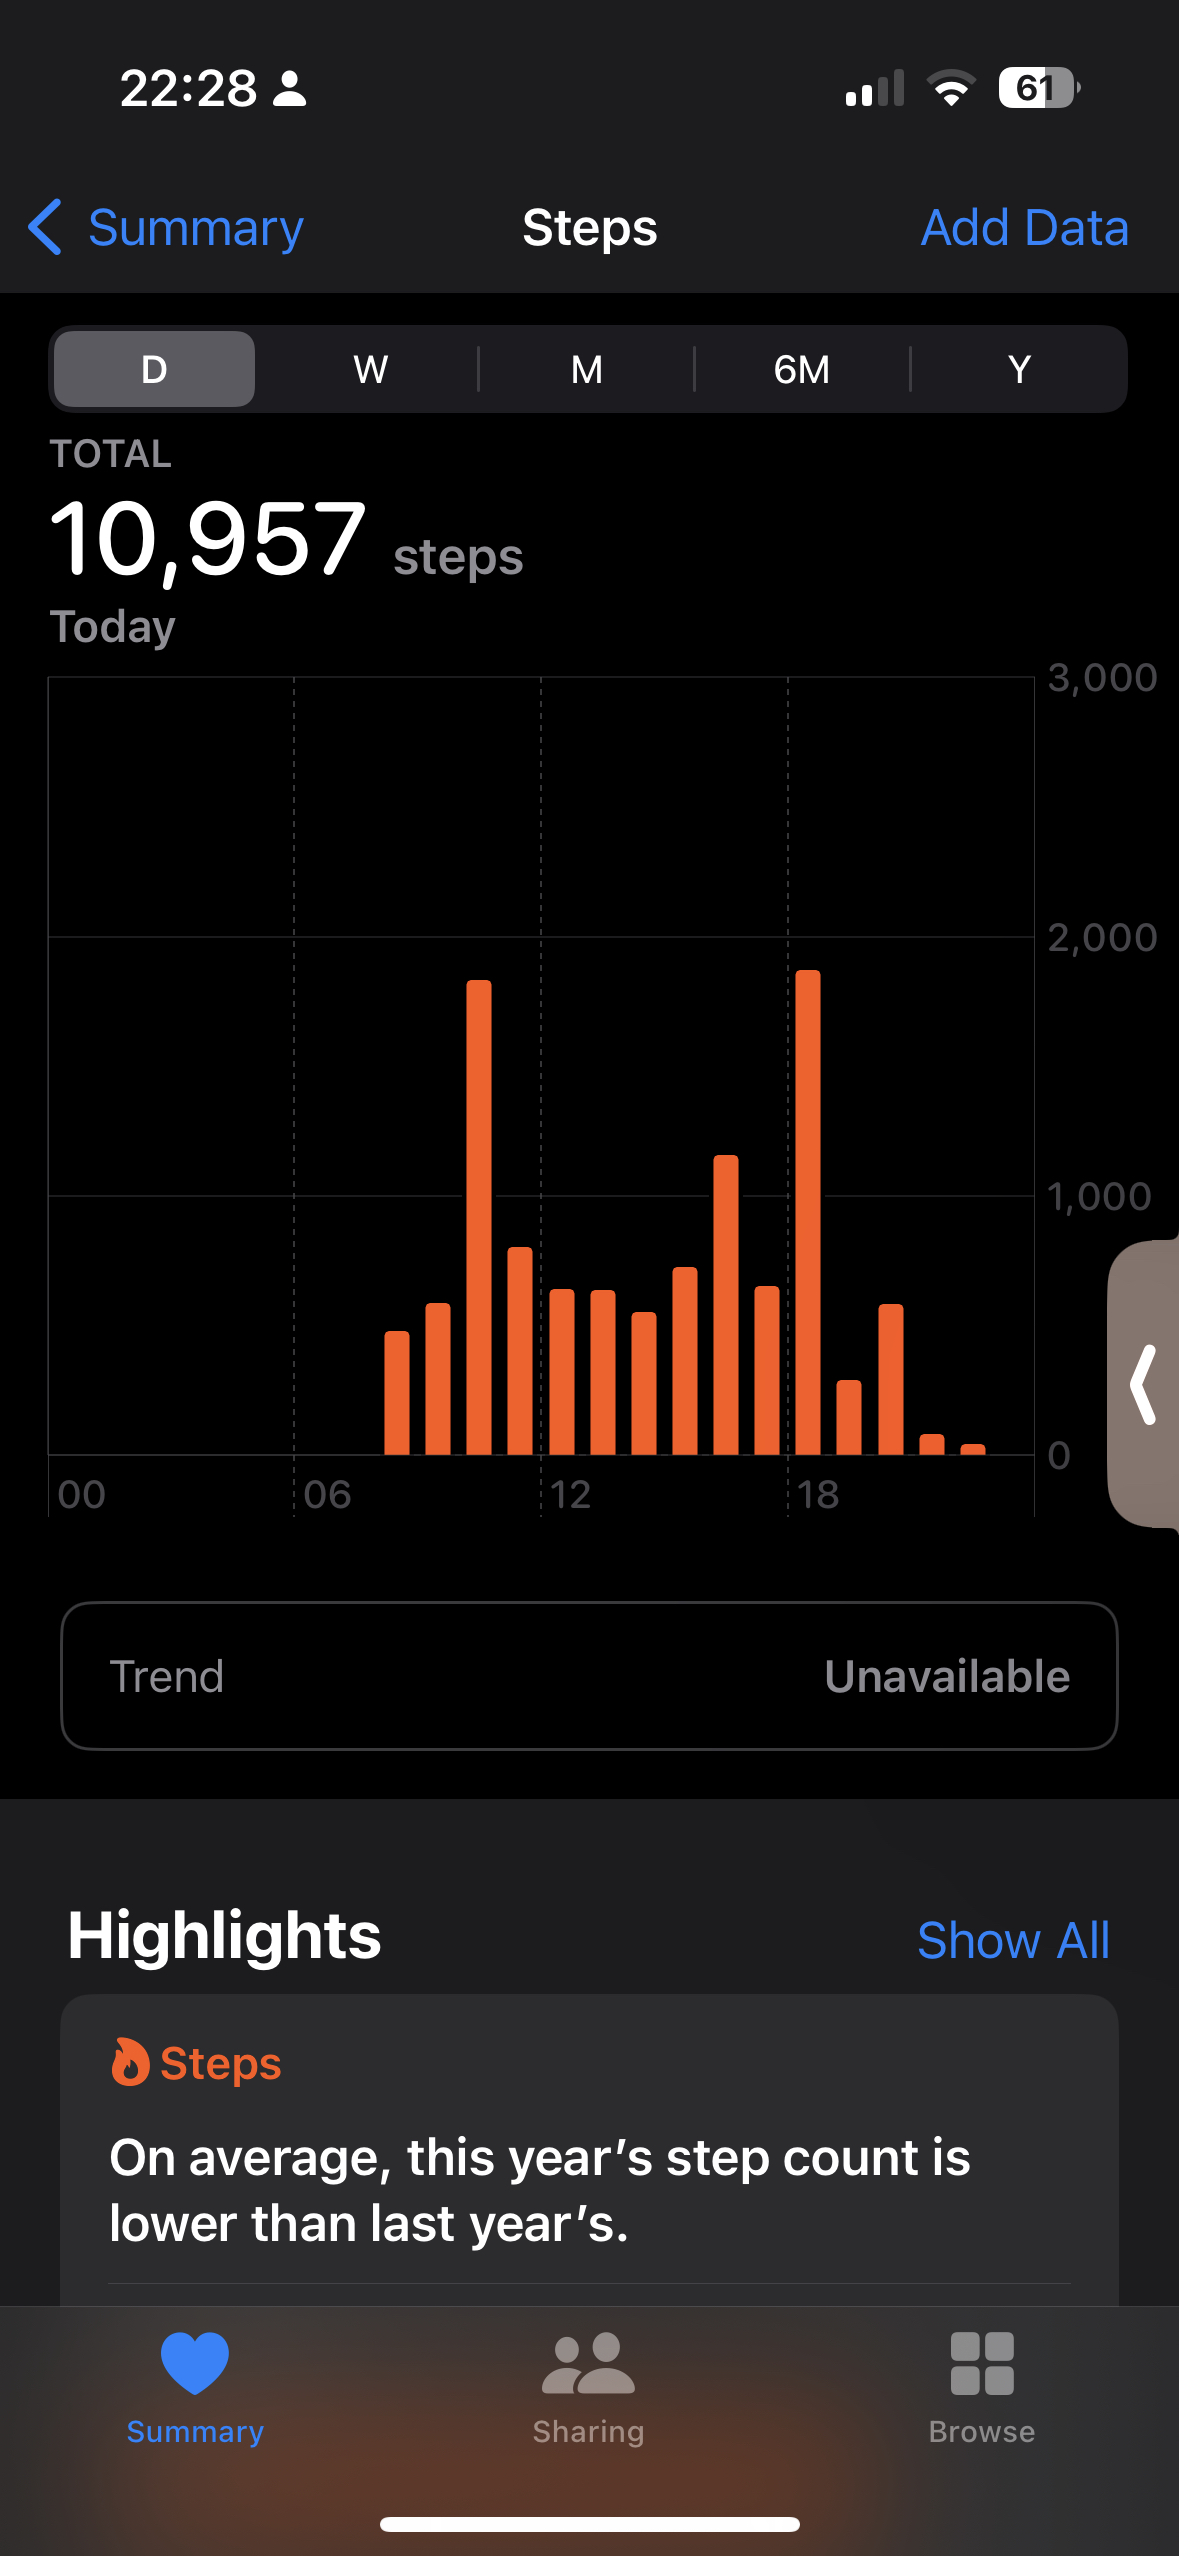 22:28
61
Summary
Steps
Add Data
D
W
M
6M
Y
TOTAL
10,957 steps
Today
3,000
2,000
1,000
0
00
06
12
18
Trend
Unavailable
Highlights
Show All
Steps
On average, this year’s step count is
lower than last year’s.
Summary
Sharing
Browse